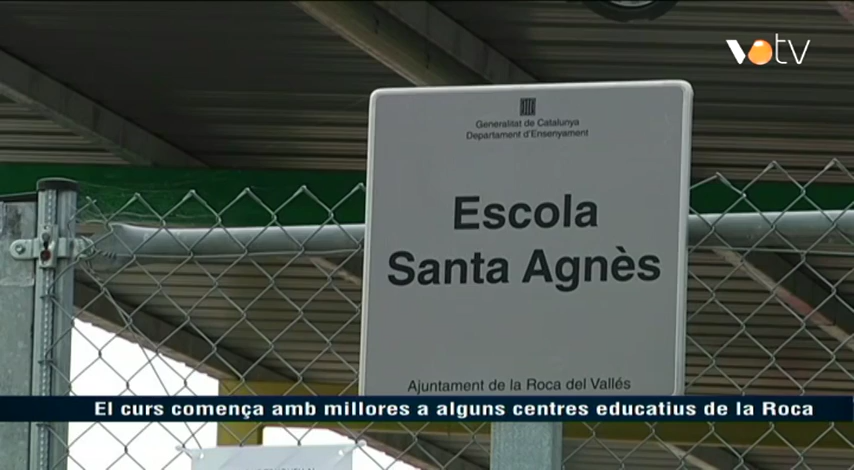 votv
Generalitat de Catalunya
Departament d'Ensenyament
Escola
Santa Agnès
Ajuntament de la Roca del Vallés
El curs comença amb millores a alguns centres educatius de la Roca